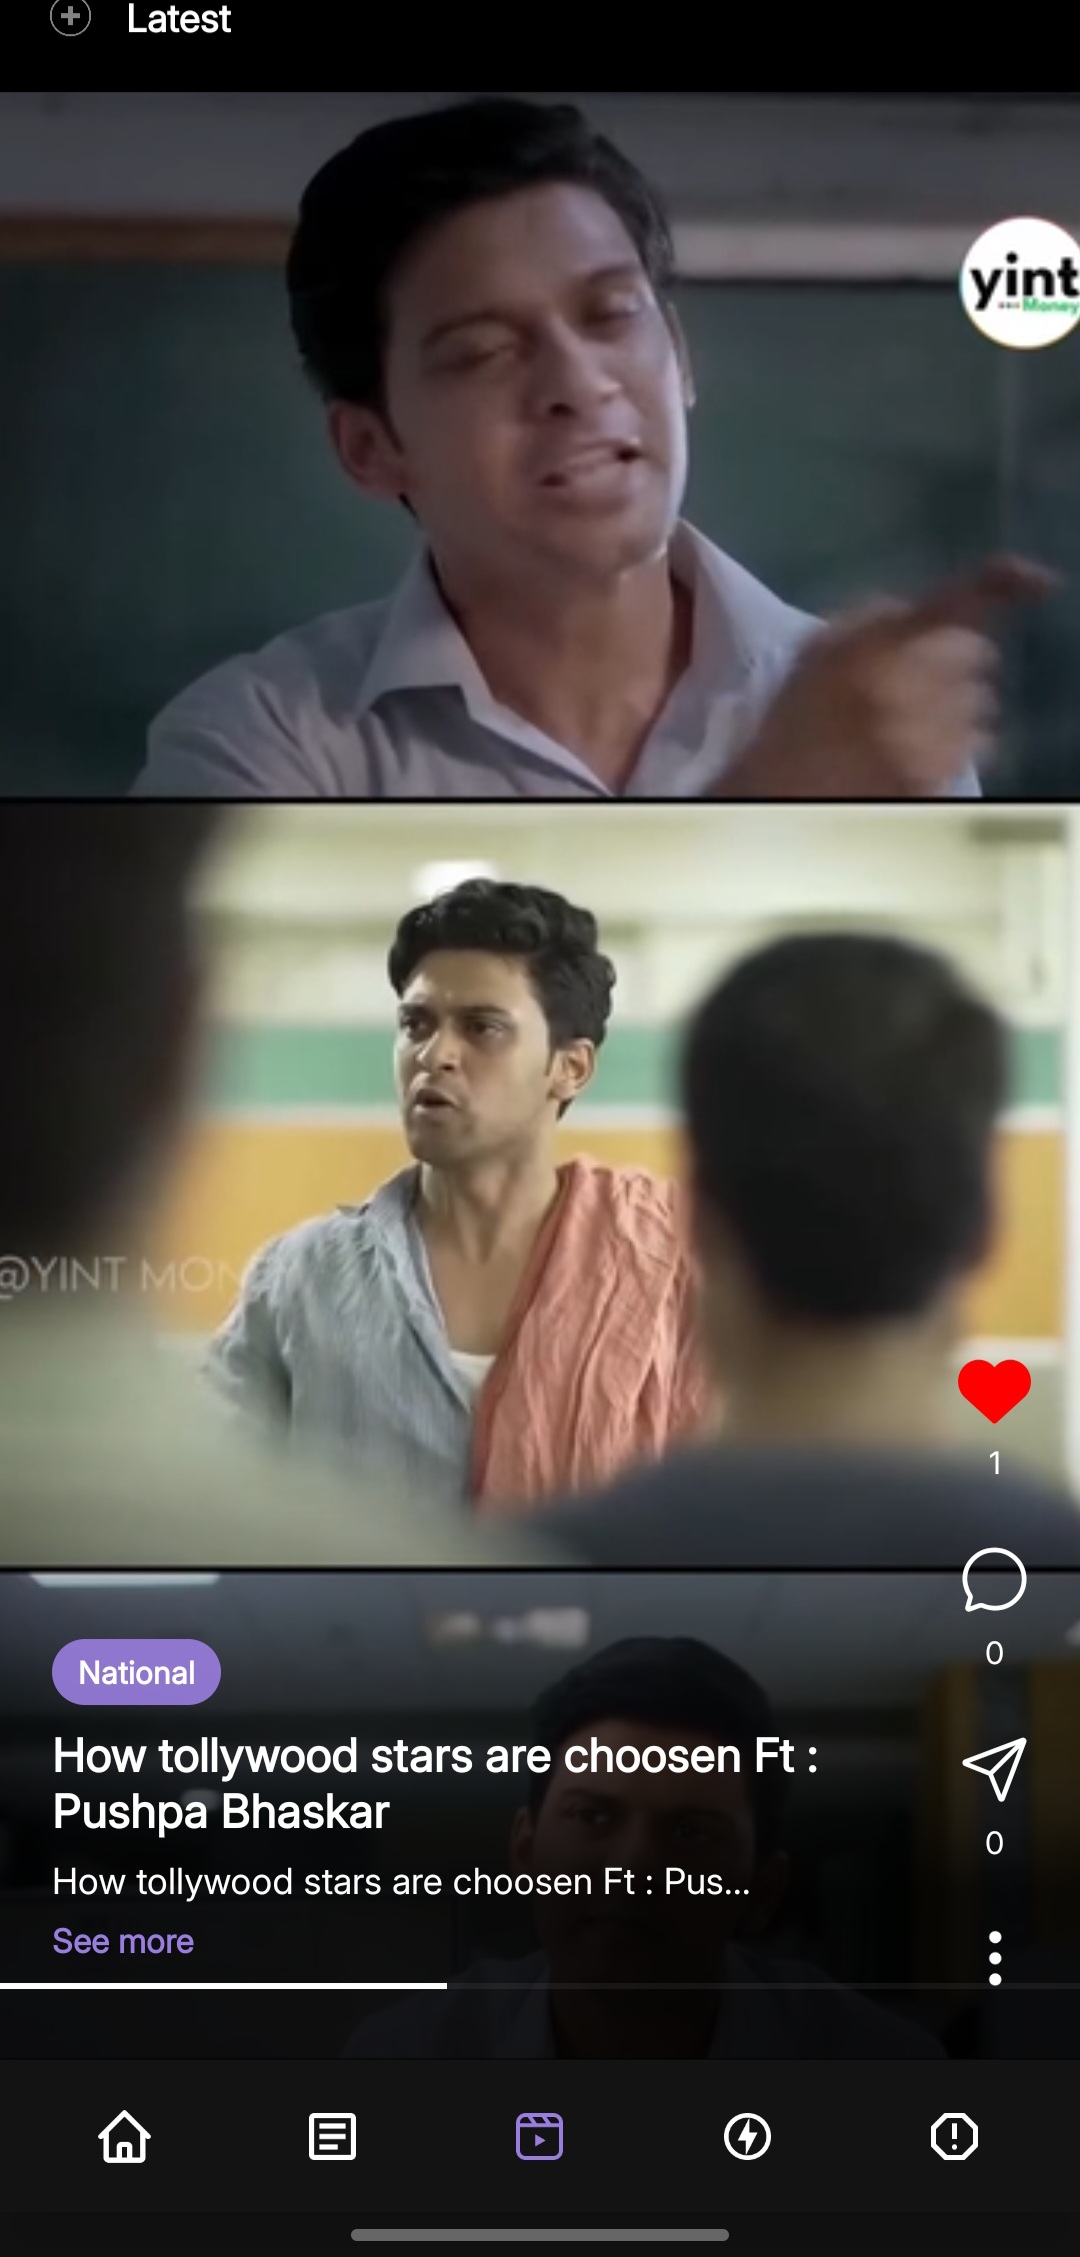 Latest
yint
Money
@YINT MON
National
How tollywood stars are choosen Ft :
Pushpa Bhaskar
How tollywood stars are choosen Ft : Pus...
See more
1
0
0